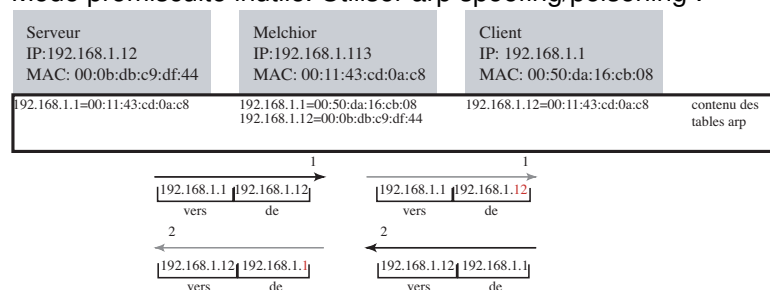 Mode promiscuité inutile. Utiliser arp spoofing/poisoning :
Serveur
IP:192.168.1.12
MAC: 00:0b:db:c9:df:44
Melchior
IP:192.168.1.113
MAC: 00:11:43:cd:0a:c8
Client
IP: 192.168.1.1
MAC: 00:50:da:16:cb:08
192.168.1.1=00:11:43:cd:0a:c8
192.168.1.1=00:50:da:16:cb:08
192.168.1.12=00:0b:db:c9:df:44
192.168.1.12=00:11:43:cd:0a:c8
contenu des
tables arp
1
192.168.1.1 192.168.1.12
vers de
1
192.168.1.1 192.168.1.12
vers de
2
192.168.1.12 192.168.1.1
vers de
2
192.168.1.12 192.168.1.1
vers de